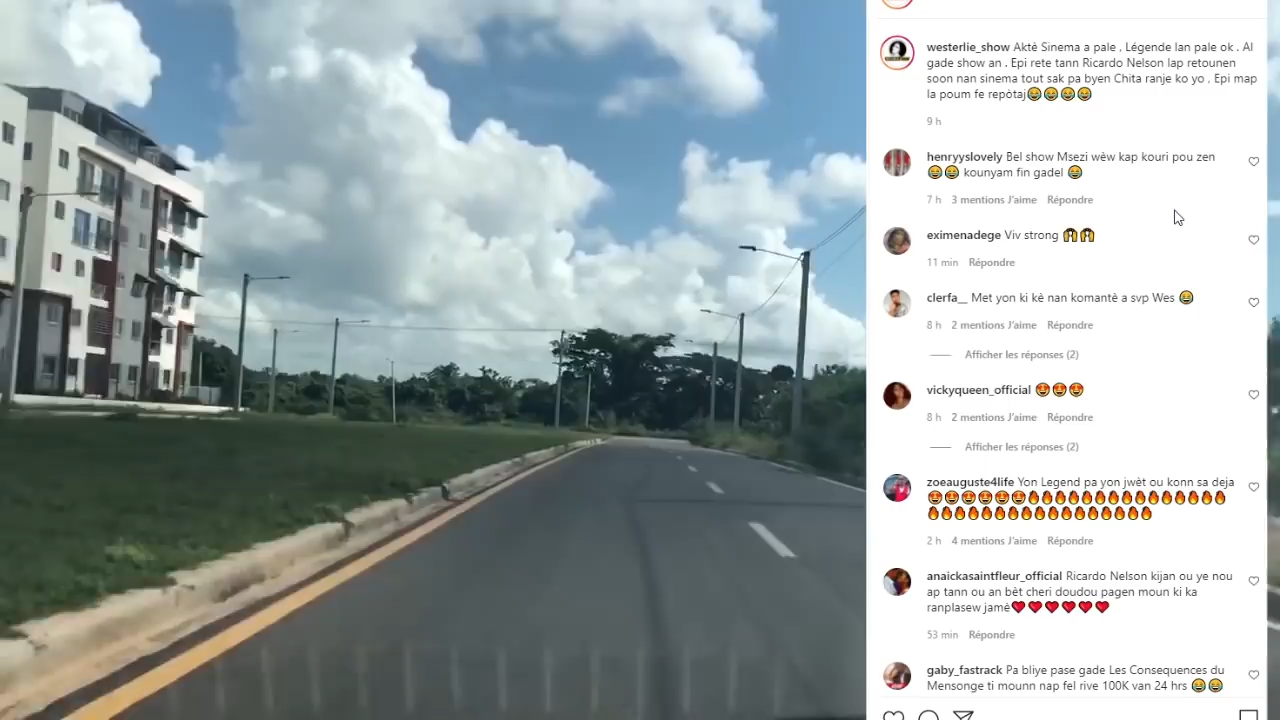 westerlie_show Aktè Sinema a pale , Légende lan pale ok . Al
gade show an . Epi rete tann Ricardo Nelson lap retounen
soon nan sinema tout sak pa byen Chita ranje ko yo , Epi map
la poum fe repòtaj😂😂😂😂
9 h
henryyslovely Bel show Msezi wèw kap kouri pou zen
😂😂 kounyam fin gadel 😂
7 h 3 mentions J'aime Répondre
eximenadege Viv strong 🙌🙌
11 min Répondre
clerfa__ Met yon ki kè nan komantè a svp Wes 😂
8 h 2 mentions J'aime Répondre
Afficher les réponses (2)
vickyqueen_official 🤩🤩🤩
8 h 2 mentions J'aime Répondre
Afficher les réponses (2)
zoeauguste4life Yon Legend pa yon jwèt ou konn sa deja
🤩🤩🤩🤩🤩🤩🔥🔥🔥🔥🔥🔥🔥🔥🔥🔥🔥🔥🔥🔥🔥
🔥🔥🔥🔥🔥🔥🔥🔥🔥🔥🔥🔥🔥🔥🔥🔥🔥
2 h 4 mentions J'aime Répondre
anaickasaintfleur_official Ricardo Nelson kijan ou ye nou
ap tann ou an bèt cheri doudou pagen moun ki ka
ranplasew jamè❤❤❤❤❤❤
53 min Répondre
gaby_fastrack Pa bliye pase gade Les Consequences du
Mensonge ti mounn nap fel rive 100K van 24 hrs 😂😂